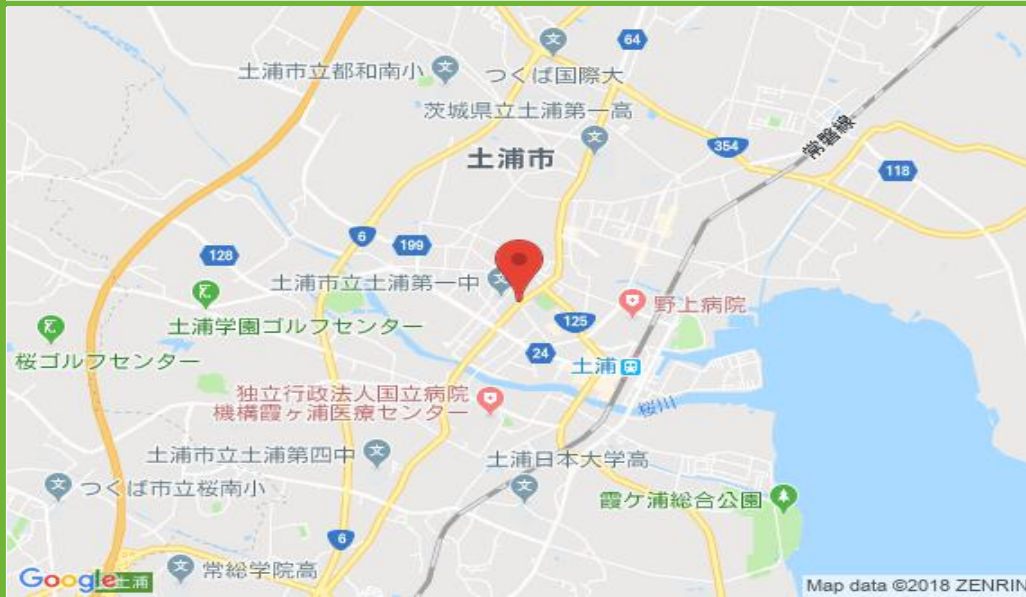 64
土浦市立都和南小
つくば国際大
茨城県立土浦第一高
常磐線
土浦市
354
118
6
199
128
土浦市立土浦第一中
野上病院
土浦学園ゴルフセンター
125
桜ゴルフセンター
24
土浦
独立行政法人国立病院
機構霞ヶ浦医療センター
桜川
土浦市立土浦第四中
土浦日本大学高
つくば市立桜南小
霞ケ浦総合公園
6
常総学院高
Google
土浦
Map data ©2018 ZENRIN